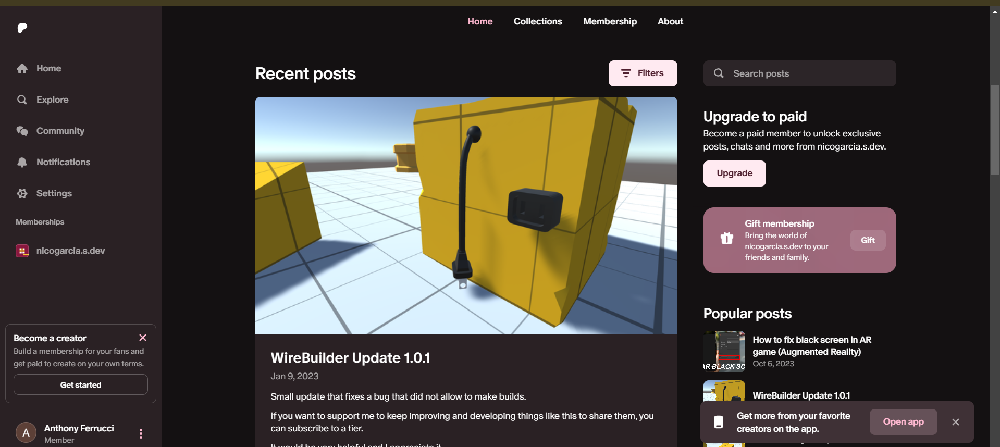 Home
Explore
Community
Notifications
Settings
Memberships
nicogarcia.s.dev
Become a creator
Build a membership for your fans and
get paid to create on your own terms.
Get started
A
Anthony Ferrucci
Member
Home
Collections
Membership
About
Recent posts
Filters
WireBuilder Update 1.0.1
Jan 9, 2023
Small update that fixes a bug that did not allow to make builds.
If you want to support me to keep improving and developing things like this to share them, you
can subscribe to a tier.
It would be very helpful and I appreciate it
Search posts
Upgrade to paid
Become a paid member to unlock exclusive
posts, chats and more from nicogarcia.s.dev.
Upgrade
Gift membership
Bring the world of
nicogarcia.s.dev to your
friends and family.
Gift
Popular posts
AR BLACK SC
How to fix black screen in AR
game (Augmented Reality)
Oct 6, 2023
WireBuilder Update 1.0.1
Get more from your favorite
creators on the app.
Open app